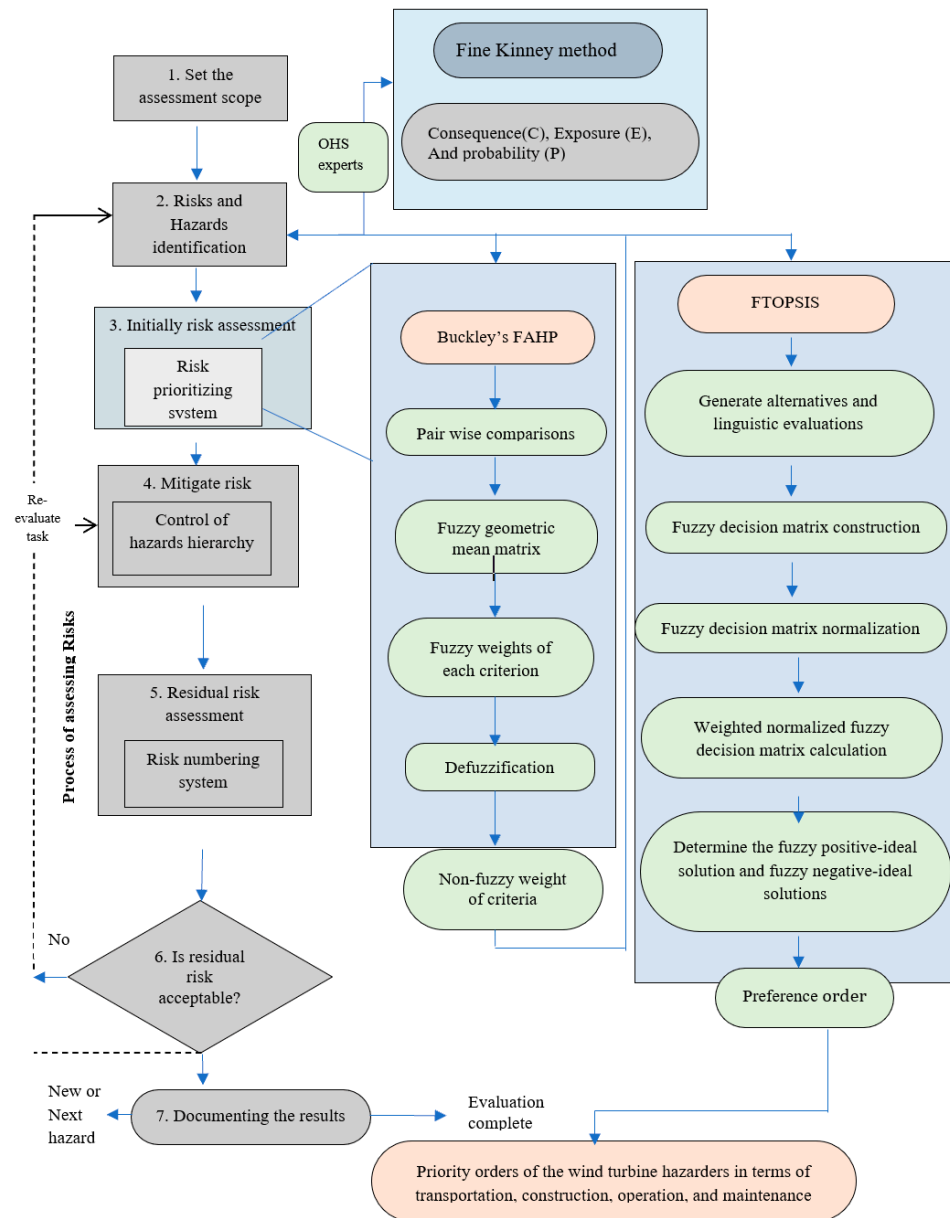 Fine Kinney method
Consequence(C), Exposure (E),
And probability (P)
OHS
experts
1. Set the
assessment scope
2. Risks and
Hazards
identification
3. Initially risk assessment
Risk
prioritizing
system
4. Mitigate risk
Control of
hazards hierarchy
Re-
evaluate
task
Process of assessing Risks
5. Residual risk
assessment
Risk numbering
system
No
6. Is residual
risk
acceptable?
New or
Next
hazard
7. Documenting the results
Evaluation
complete
Buckley's FAHP
Pair wise comparisons
Fuzzy geometric
mean matrix
Fuzzy weights of
each criterion
Defuzzification
Non-fuzzy weight
of criteria
FTOPSIS
Generate alternatives and
linguistic evaluations
Fuzzy decision matrix construction
Fuzzy decision matrix normalization
Weighted normalized fuzzy
decision matrix calculation
Determine the fuzzy positive-ideal
solution and fuzzy negative-ideal
solutions
Preference order
Priority orders of the wind turbine hazarders in terms of
transportation, construction, operation, and maintenance